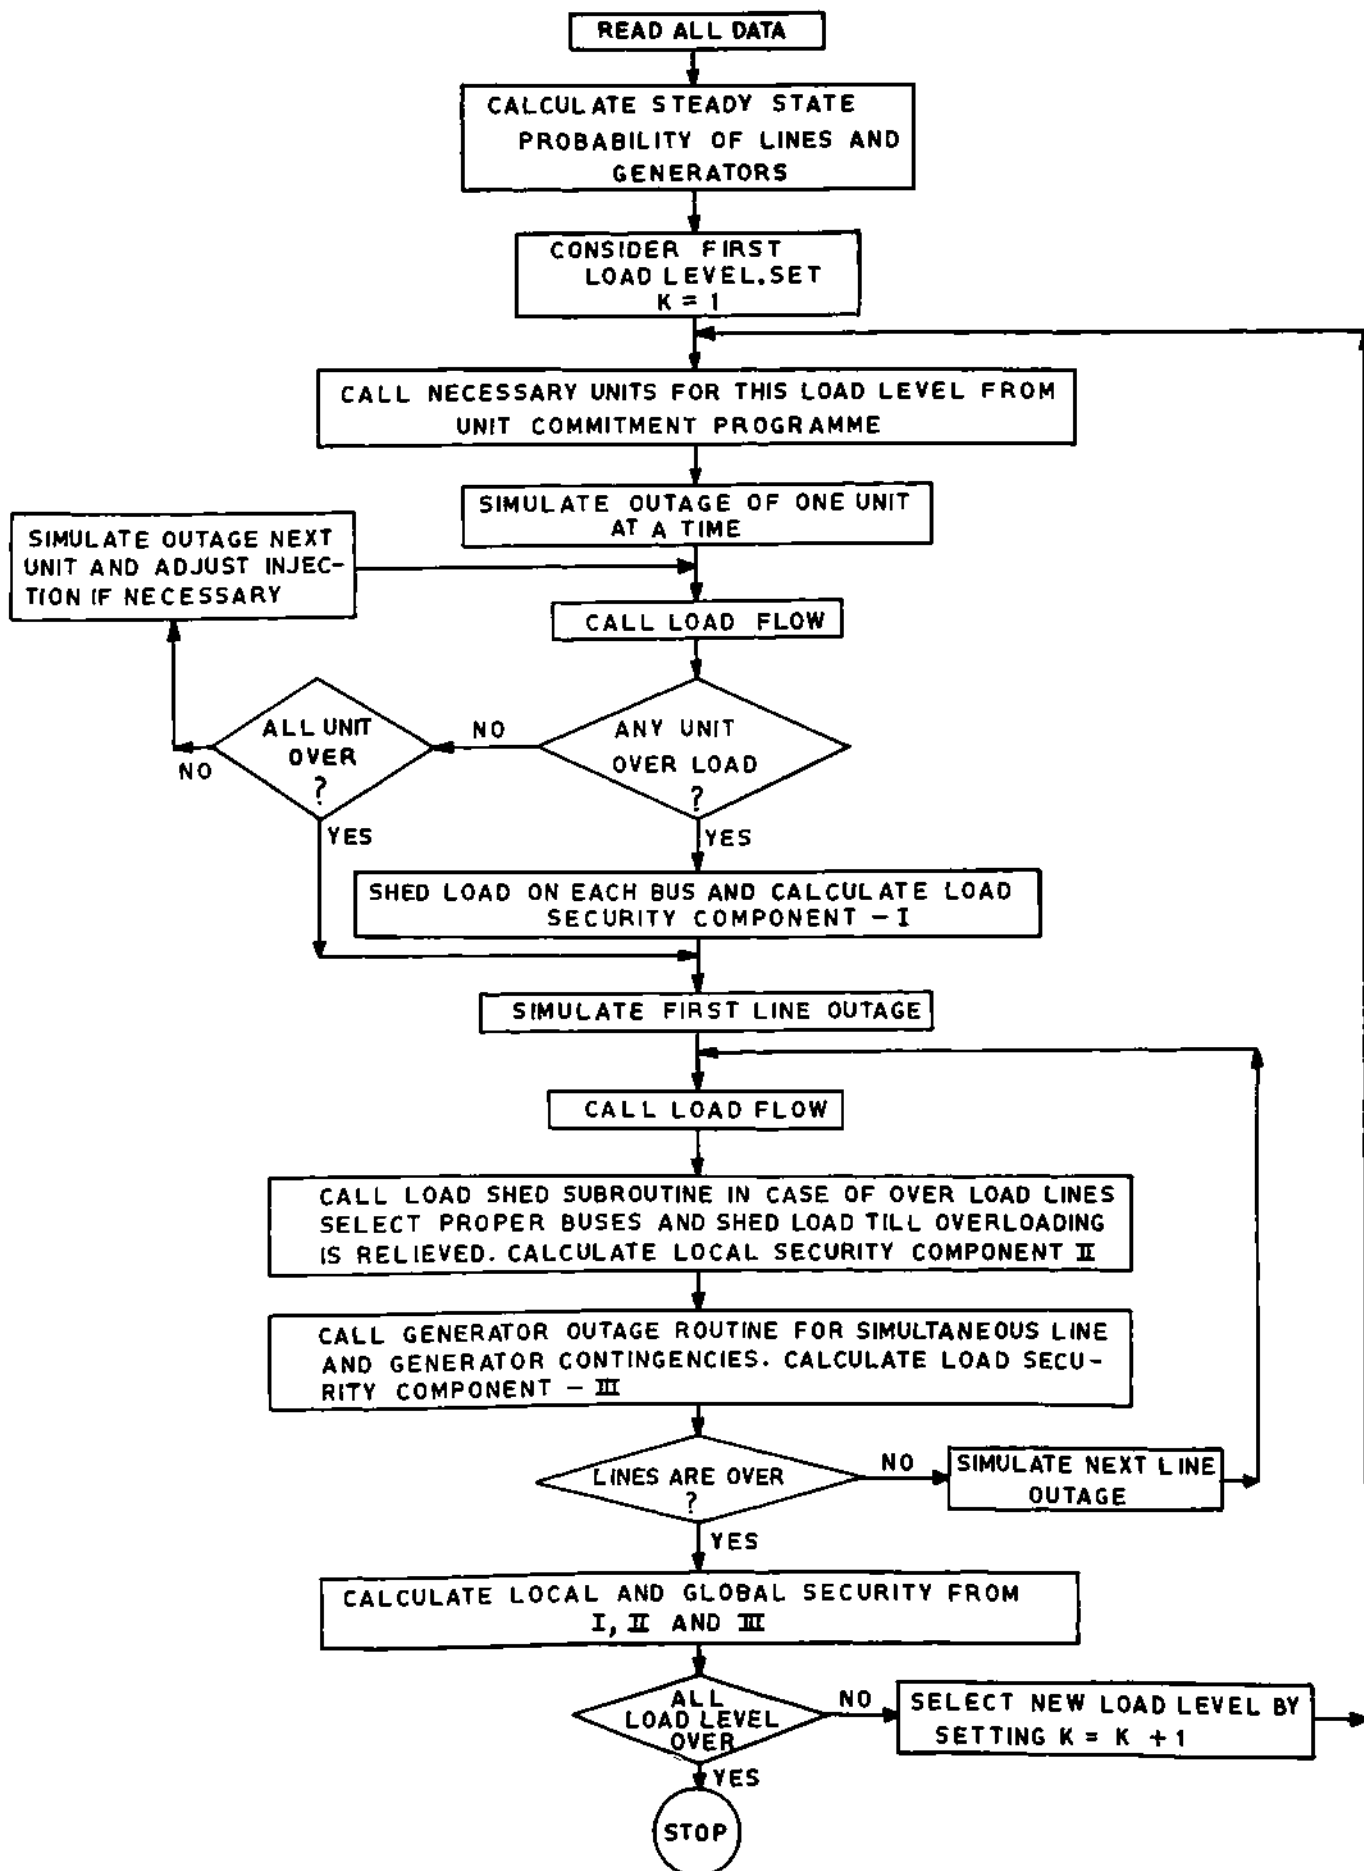 READ ALL DATA
CALCULATE STEADY STATE
PROBABILITY OF LINES AND
GENERATORS
CONSIDER FIRST
LOAD LEVEL. SET
K = 1
CALL NECESSARY UNITS FOR THIS LOAD LEVEL FROM
UNIT COMMITMENT PROGRAMME
SIMULATE OUTAGE OF ONE UNIT
AT A TIME
SIMULATE OUTAGE NEXT
UNIT AND ADJUST INJEC-
TION IF NECESSARY
CALL LOAD FLOW
ANY UNIT
OVER LOAD
?
NO
ALL UNIT
OVER
?
NO
YES
YES
SHED LOAD ON EACH BUS AND CALCULATE LOAD
SECURITY COMPONENT - I
SIMULATE FIRST LINE OUTAGE
CALL LOAD FLOW
CALL LOAD SHED SUBROUTINE IN CASE OF OVER LOAD LINES
SELECT PROPER BUSES AND SHED LOAD TILL OVERLOADING
IS RELIEVED. CALCULATE LOCAL SECURITY COMPONENT II
CALL GENERATOR OUTAGE ROUTINE FOR SIMULTANEOUS LINE
AND GENERATOR CONTINGENCIES. CALCULATE LOAD SECU-
RITY COMPONENT - III
LINES ARE OVER
?
NO
SIMULATE NEXT LINE
OUTAGE
YES
CALCULATE LOCAL AND GLOBAL SECURITY FROM
I, II AND III
ALL
LOAD LEVEL
OVER
NO
SELECT NEW LOAD LEVEL BY
SETTING K = K + 1
YES
STOP